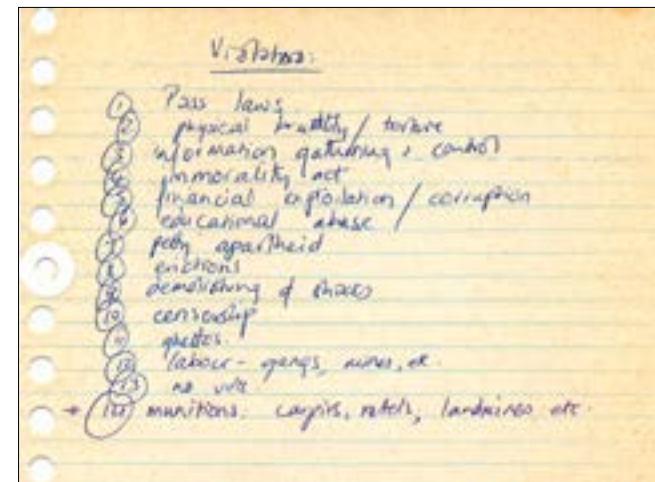 Violations:
1 Pass laws.
2 physical brutality / torture
3 information gathering & control
4 immorality act
5 financial exploitation / corruption
6 educational abuse
7 petty apartheid
8 evictions
9 demolishing of shacks
10 censorship
11 ghettos.
12 labour - gangs, mines, etc.
13 no vote
→ 14 munitions. caspirs, ratels, landmines etc.